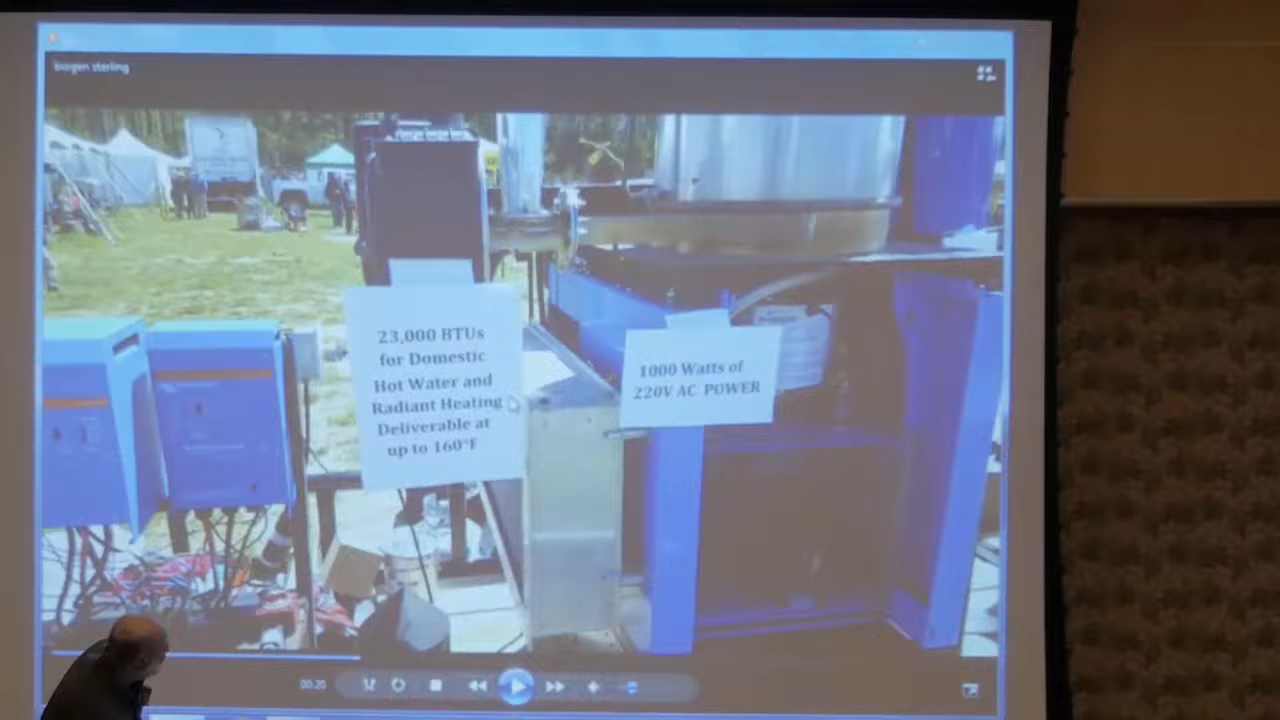 biogen sterling
23,000 BTUs
for Domestic
Hot Water and
Radiant Heating
Deliverable at
up to 160°F
1000 Watts of
220V AC POWER
00:20